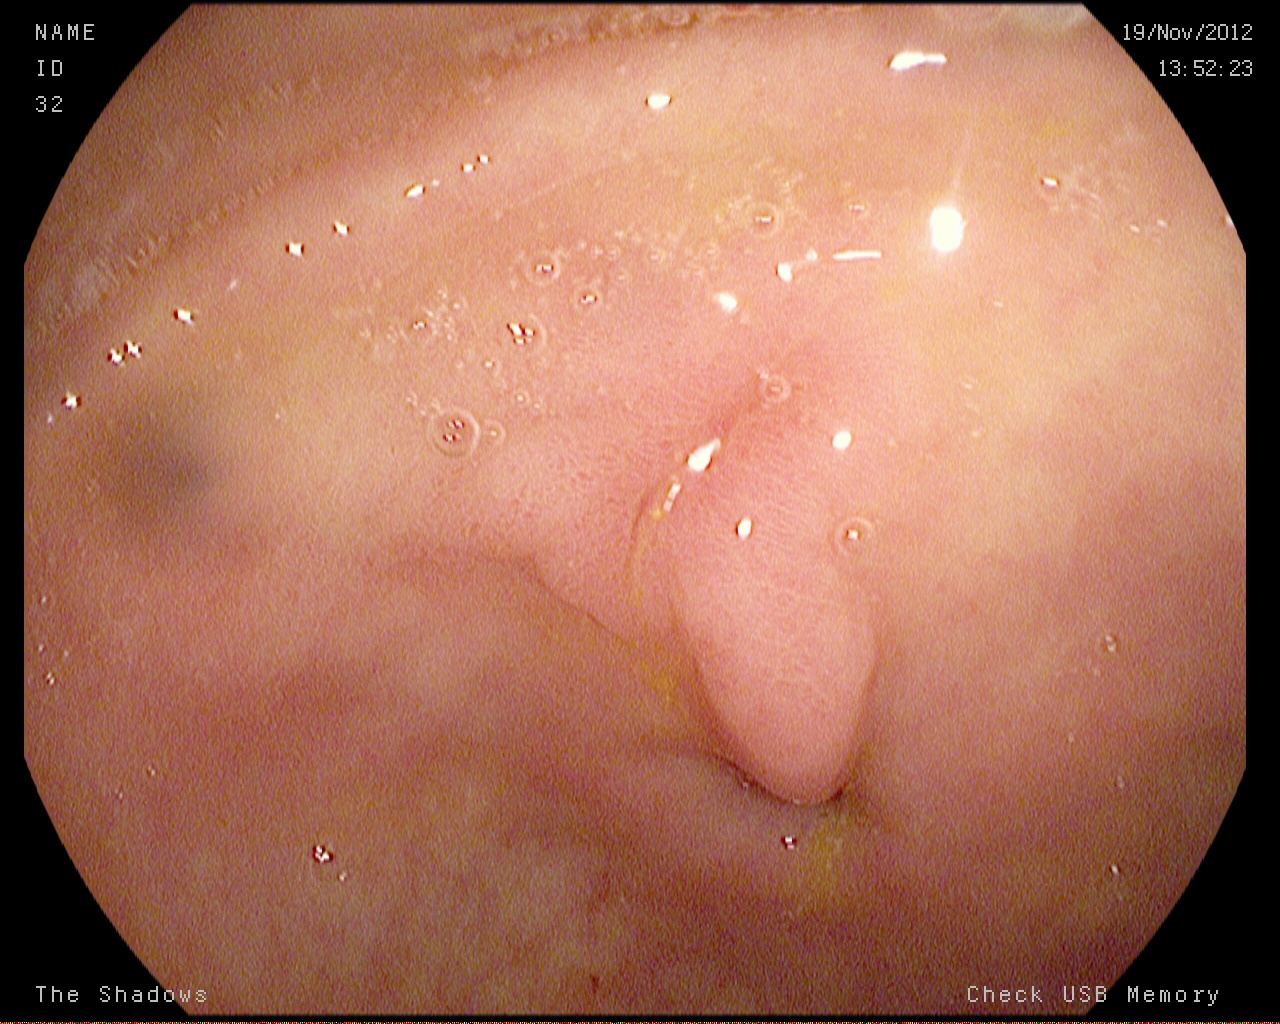 NAME
ID
32
19/Nov/2012
13:52:23
The Shadows
Check USB Memory